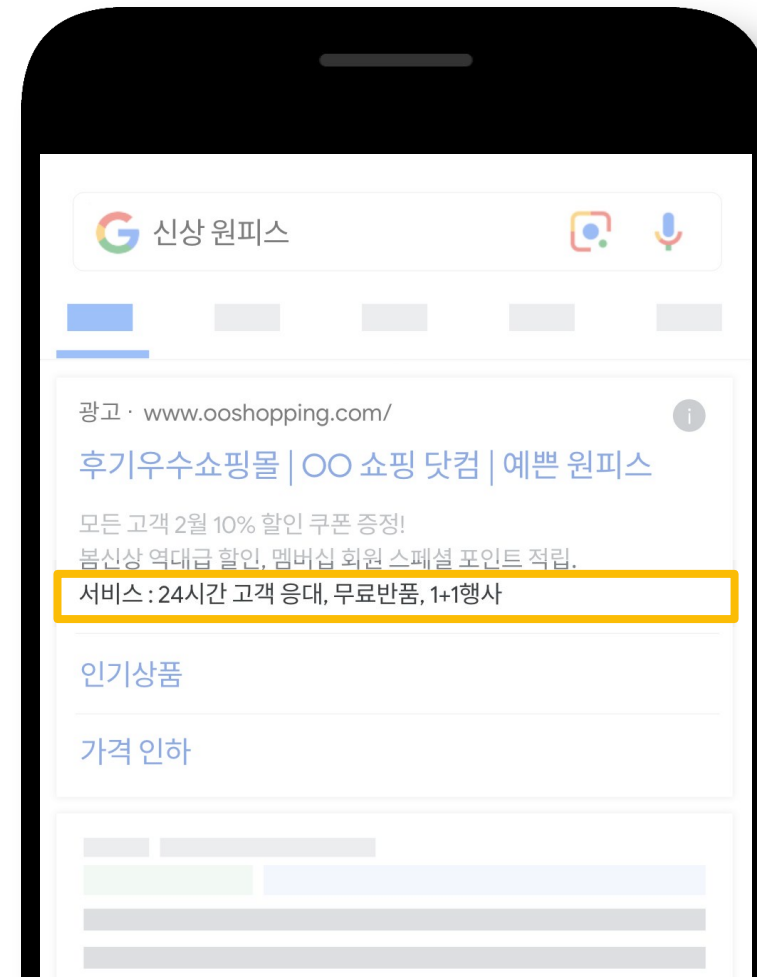 신상 원피스
광고 · www.ooshopping.com/
후기우수쇼핑몰 | OO 쇼핑 닷컴 | 예쁜 원피스
모든 고객 2월 10% 할인 쿠폰 증정!
봄신상 역대급 할인, 멤버십 회원 스페셜 포인트 적립.
서비스 : 24시간 고객 응대, 무료반품, 1+1행사
인기상품
가격 인하